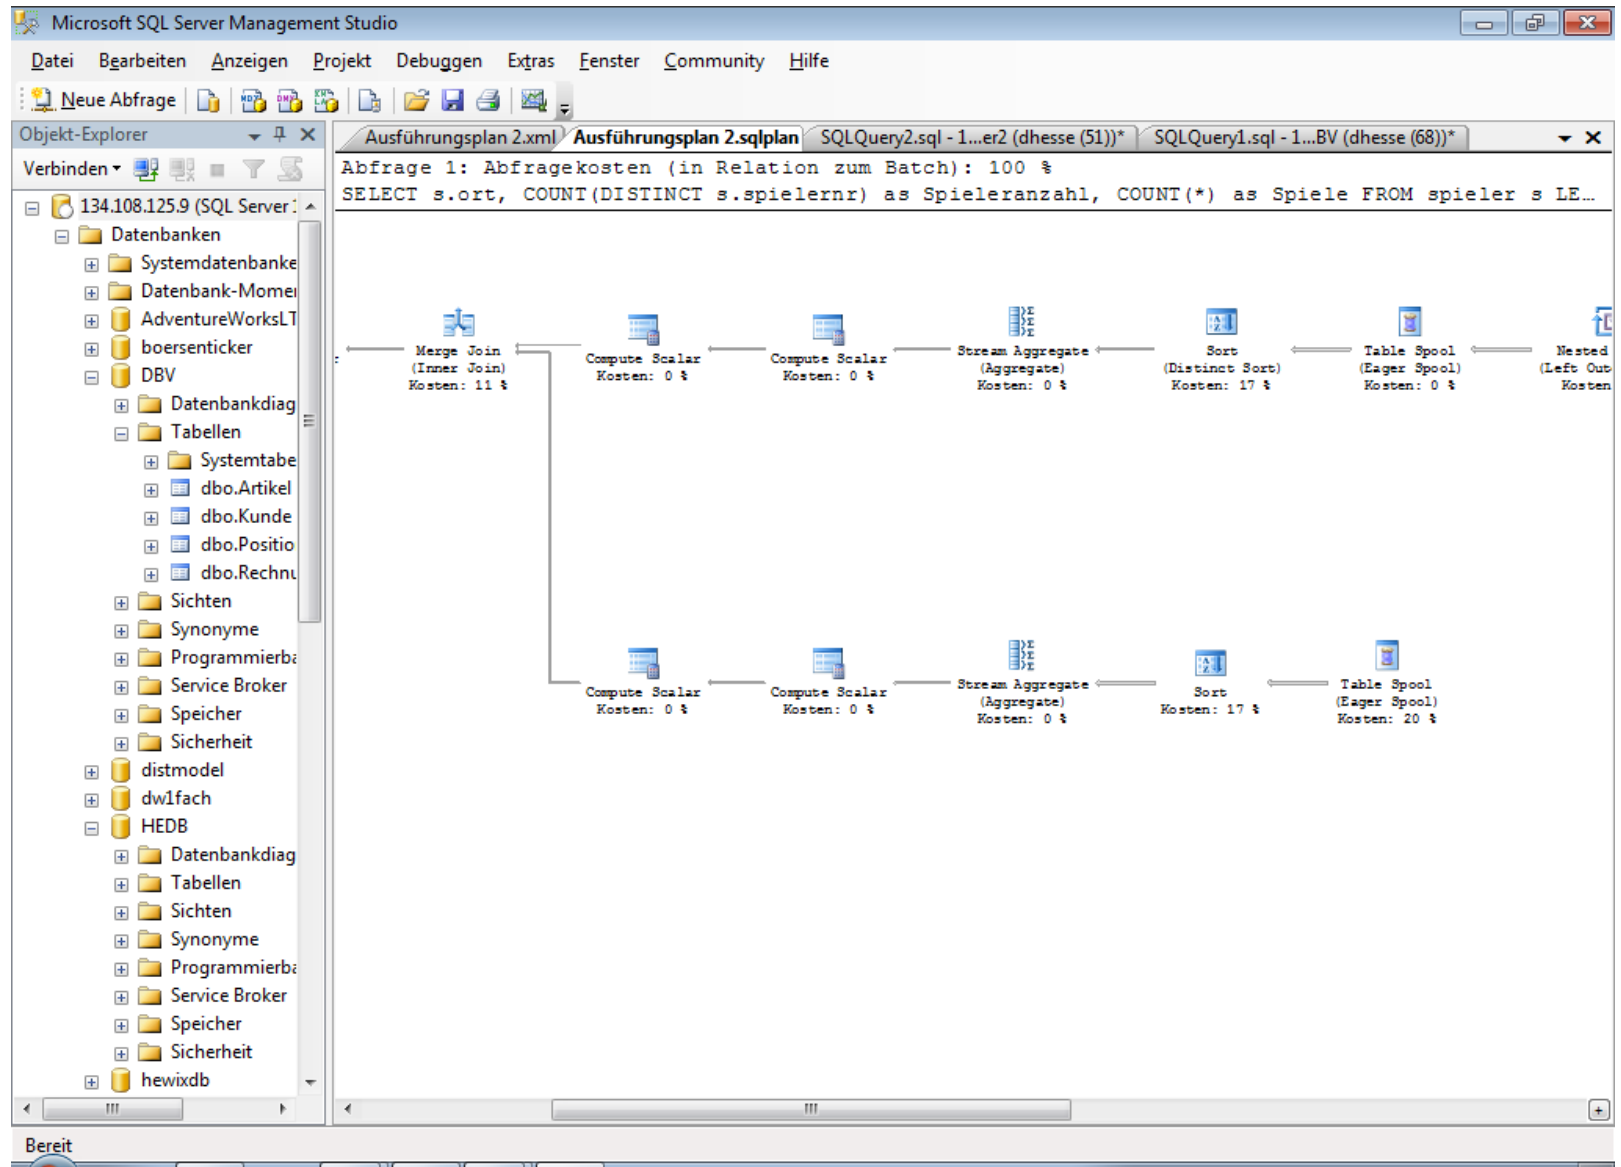 Microsoft SQL Server Management Studio
Datei Bearbeiten Anzeigen Projekt Debuggen Extras Fenster Community Hilfe
Neue Abfrage
Objekt-Explorer
Verbinden
134.108.125.9 (SQL Server
Datenbanken
Systemdatenbanke
Datenbank-Momen
AdventureWorksLT
boersenticker
DBV
Datenbankdiag
Tabellen
Systemtabe
dbo.Artikel
dbo.Kunde
dbo.Positio
dbo.Rechnu
Sichten
Synonyme
Programmierba
Service Broker
Speicher
Sicherheit
distmodel
dw1fach
HEDB
Datenbankdiag
Tabellen
Sichten
Synonyme
Programmierba
Service Broker
Speicher
Sicherheit
hewixdb
Ausführungsplan 2.xml Ausführungsplan 2.sqlplan SQLQuery2.sql - 1...er2 (dhesse (51))* SQLQuery1.sql - 1...BV (dhesse (68))*
Abfrage 1: Abfragekosten (in Relation zum Batch): 100 %
SELECT s.ort, COUNT(DISTINCT s.spielernr) as Spieleranzahl, COUNT(*) as Spiele FROM spieler s LE...
Merge Join
(Inner Join)
Kosten: 11 %
Compute Scalar
Kosten: 0 %
Compute Scalar
Kosten: 0 %
Stream Aggregate
(Aggregate)
Kosten: 0 %
Sort
(Distinct Sort)
Kosten: 17 %
Table Spool
(Eager Spool)
Kosten: 0 %
Nested
(Left Out
Kosten
Compute Scalar
Kosten: 0 %
Compute Scalar
Kosten: 0 %
Stream Aggregate
(Aggregate)
Kosten: 0 %
Sort
Kosten: 17 %
Table Spool
(Eager Spool)
Kosten: 20 %
Bereit